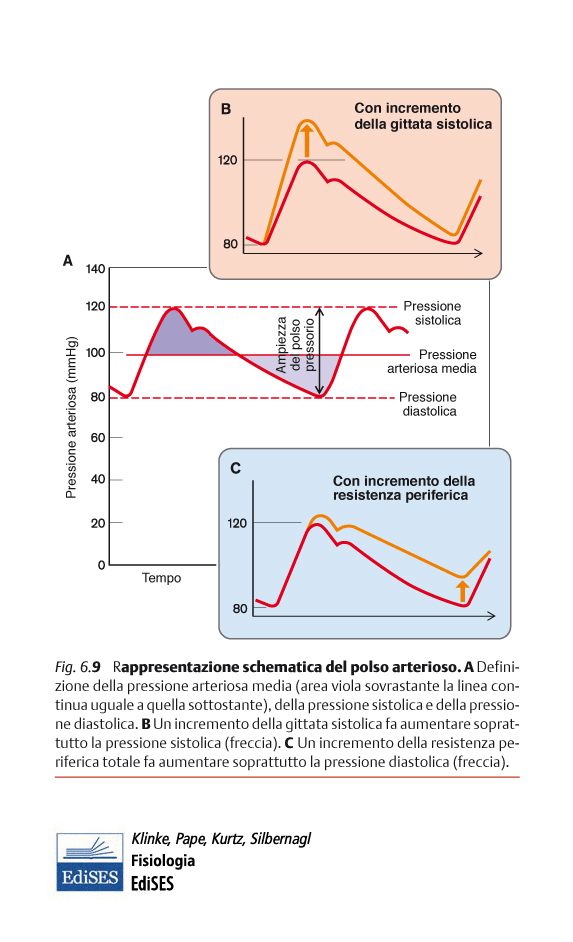 B
Con incremento
della gittata sistolica
120
80
A
140
120
100
80
60
40
20
0
Pressione arteriosa (mmHg)
Tempo
Ampiezza
del polso
pressorio
Pressione
sistolica
Pressione
arteriosa media
Pressione
diastolica
C
Con incremento della
resistenza periferica
120
80
Fig. 6.9 Rappresentazione schematica del polso arterioso. A Defini-
zione della pressione arteriosa media (area viola sovrastante la linea con-
tinua uguale a quella sottostante), della pressione sistolica e della pressio-
ne diastolica. B Un incremento della gittata sistolica fa aumentare soprat-
tutto la pressione sistolica (freccia). C Un incremento della resistenza pe-
riferica totale fa aumentare soprattutto la pressione diastolica (freccia).
EdiSES
Klinke, Pape, Kurtz, Silbernagl
Fisiologia
EdiSES